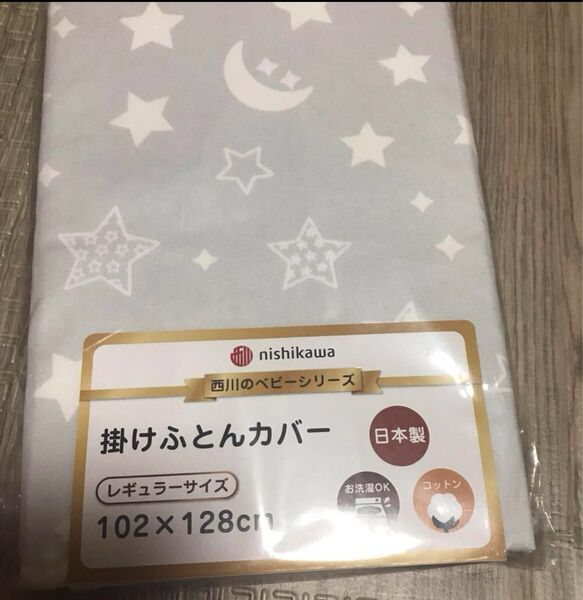 nishikawa
西川のベビーシリーズ
掛けふとんカバー
日本製
レギュラーサイズ
102×128cm
お洗濯OK
コットン